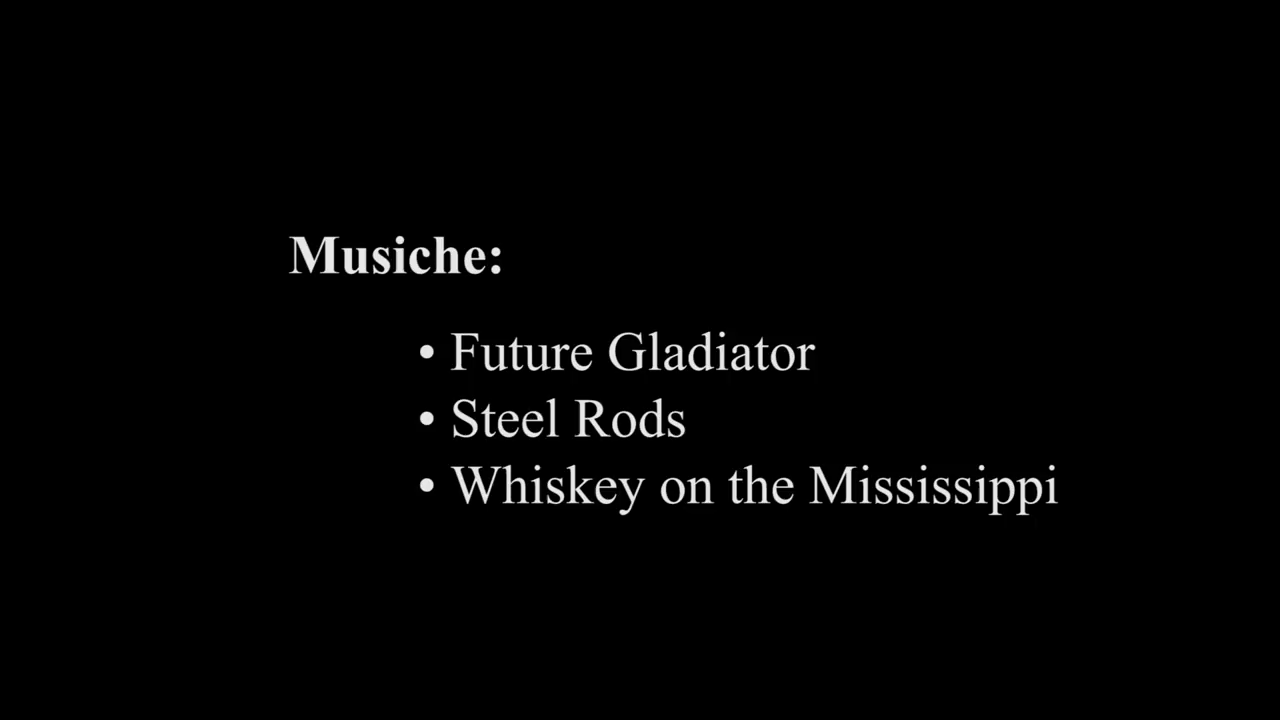 Musiche:
• Future Gladiator
• Steel Rods
• Whiskey on the Mississippi